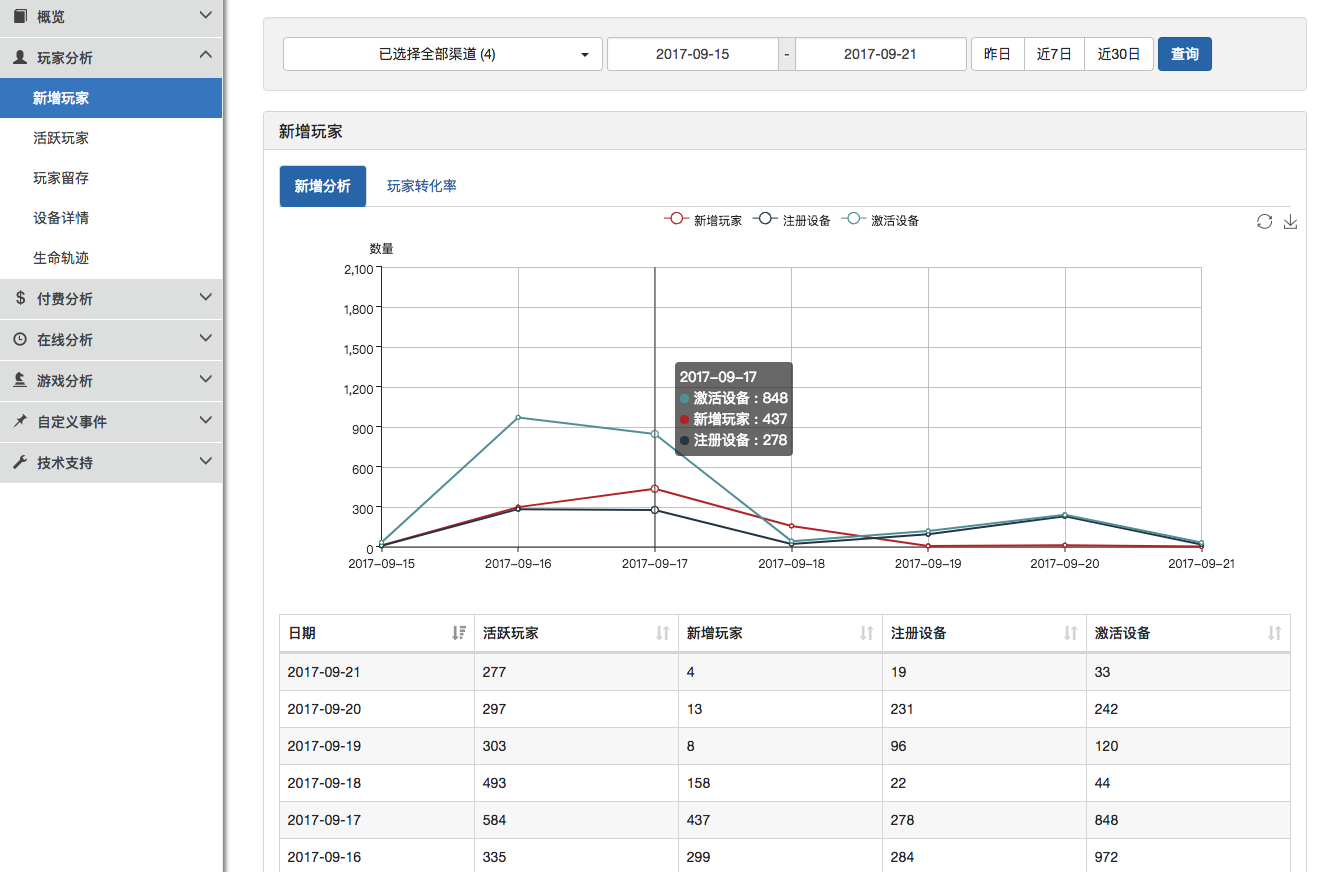 概览
玩家分析
新增玩家
活跃玩家
玩家留存
设备详情
生命轨迹
付费分析
在线分析
游戏分析
自定义事件
技术支持
已选择全部渠道 (4) 2017-09-15 - 2017-09-21 昨日 近7日 近30日 查询
新增玩家
新增分析 玩家转化率
新增玩家 注册设备 激活设备
数量
2,100
1,800
1,500
1,200
900
600
300
0
2017-09-17
激活设备 : 848
新增玩家 : 437
注册设备 : 278
2017-09-15 2017-09-16 2017-09-17 2017-09-18 2017-09-19 2017-09-20 2017-09-21
日期 活跃玩家 新增玩家 注册设备 激活设备
2017-09-21 277 4 19 33
2017-09-20 297 13 231 242
2017-09-19 303 8 96 120
2017-09-18 493 158 22 44
2017-09-17 584 437 278 848
2017-09-16 335 299 284 972